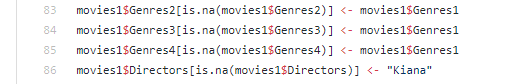 83 movies1$Genres2[is.na(movies1$Genres2)] <- movies1$Genres1
84 movies1$Genres3[is.na(movies1$Genres3)] <- movies1$Genres1
85 movies1$Genres4[is.na(movies1$Genres4)] <- movies1$Genres1
86 movies1$Directors[is.na(movies1$Directors)] <- "Kiana"